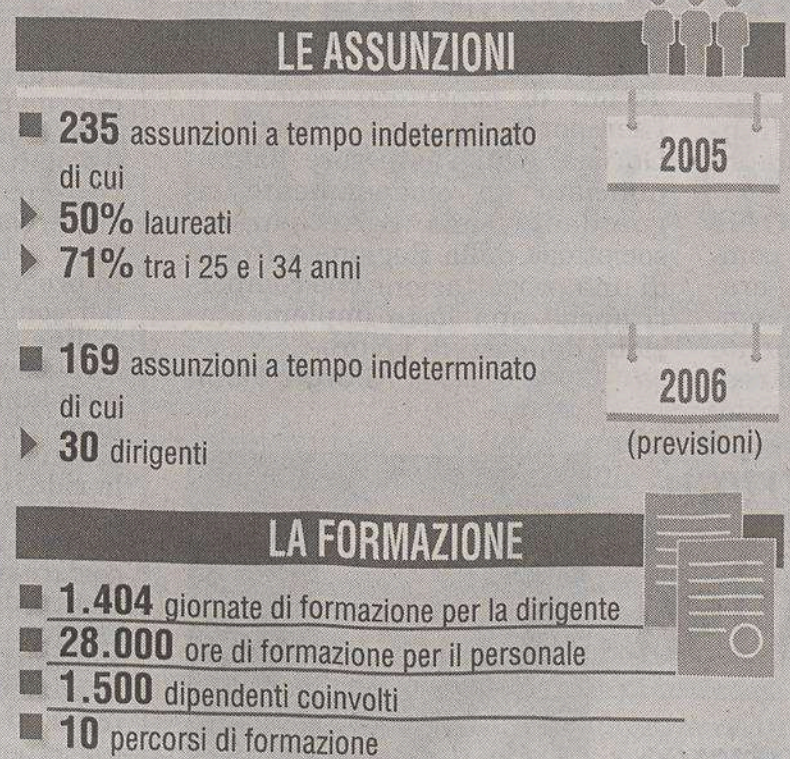 LE ASSUNZIONI
235 assunzioni a tempo indeterminato
di cui
50% laureati
71% tra i 25 e i 34 anni
2005
169 assunzioni a tempo indeterminato
di cui
30 dirigenti
2006
(previsioni)
LA FORMAZIONE
1.404 giornate di formazione per la dirigente
28.000 ore di formazione per il personale
1.500 dipendenti coinvolti
10 percorsi di formazione